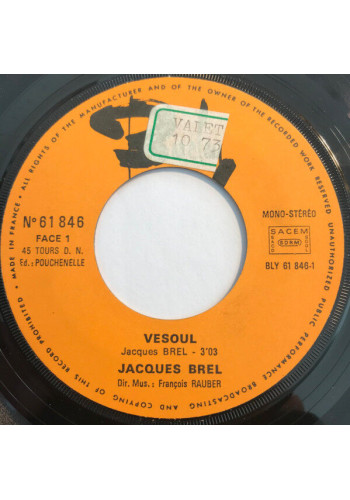 • ALL RIGHTS OF THE MANUFACTURER AND OF THE OWNER OF THE RECORDED WORK RESERVED • UNAUTHORIZED PUBLIC PERFORMANCE BROADCASTING AND COPYING OF THIS RECORD PROHIBITED • MADE IN FRANCE
VALET
10 73
N° 61 846
FACE 1
45 TOURS D. N.
Ed.: POUCHENELLE
MONO-STÉRÉO
SACEM
SDRM
BLY 61 846-1
VESOUL
Jacques BREL - 3'03
JACQUES BREL
Dir. Mus.: François RAUBER